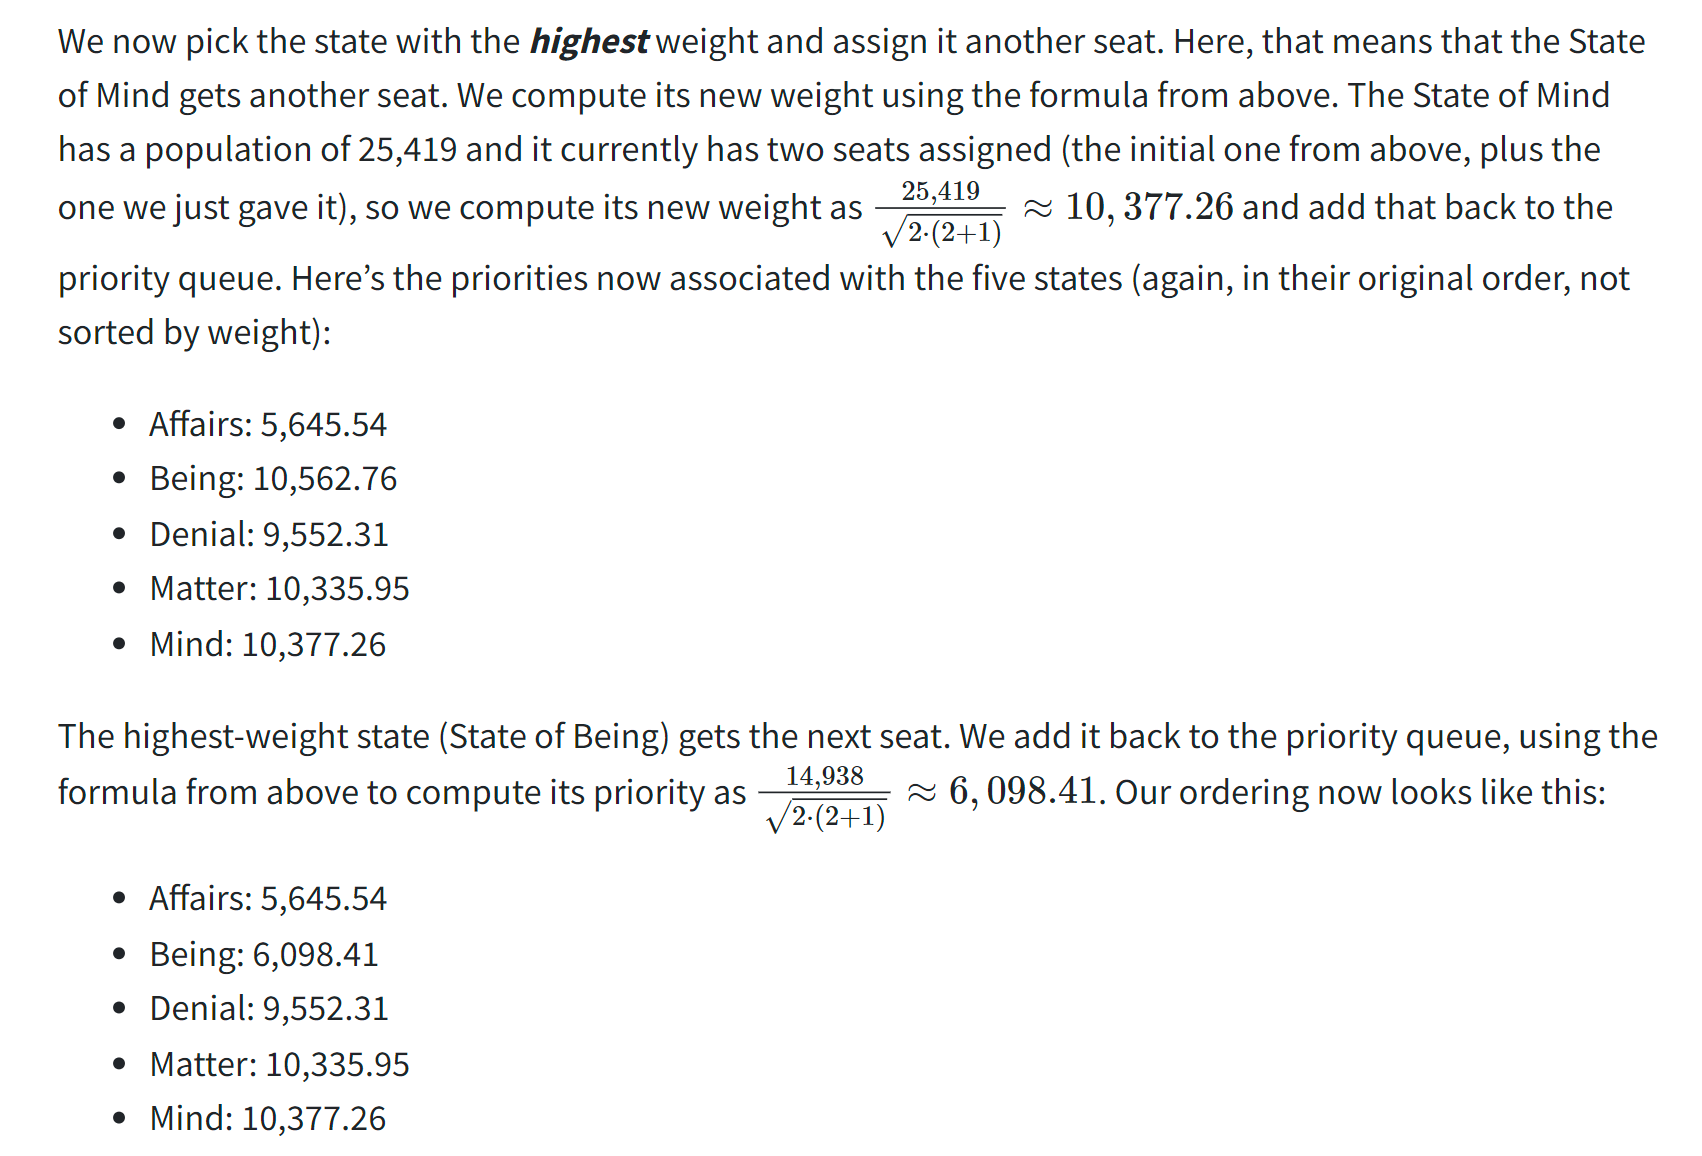 We now pick the state with the highest weight and assign it another seat. Here, that means that the State
of Mind gets another seat. We compute its new weight using the formula from above. The State of Mind
has a population of 25,419 and it currently has two seats assigned (the initial one from above, plus the
one we just gave it), so we compute its new weight as \frac{25,419}{\sqrt{2·(2+1)}} ≈ 10,377.26 and add that back to the
priority queue. Here’s the priorities now associated with the five states (again, in their original order, not
sorted by weight):
• Affairs: 5,645.54
• Being: 10,562.76
• Denial: 9,552.31
• Matter: 10,335.95
• Mind: 10,377.26
The highest-weight state (State of Being) gets the next seat. We add it back to the priority queue, using the
formula from above to compute its priority as \frac{14,938}{\sqrt{2·(2+1)}} ≈ 6,098.41. Our ordering now looks like this:
• Affairs: 5,645.54
• Being: 6,098.41
• Denial: 9,552.31
• Matter: 10,335.95
• Mind: 10,377.26